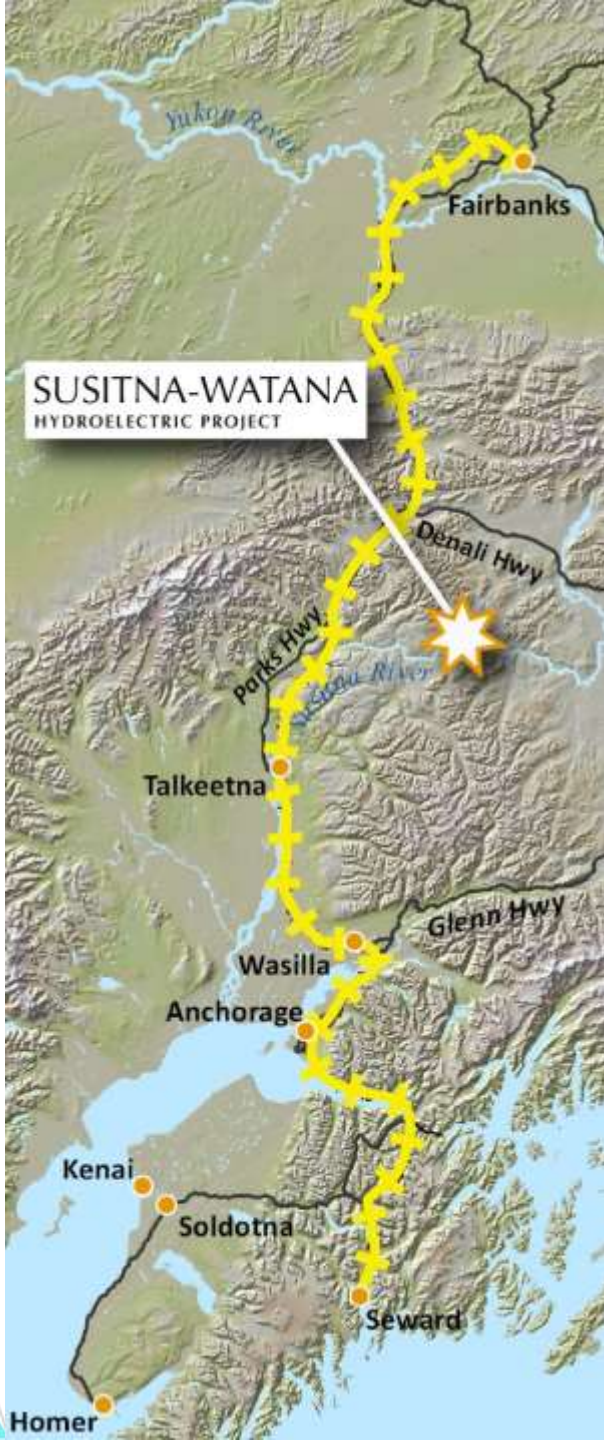 Yukon River
Fairbanks
SUSITNA-WATANA
HYDROELECTRIC PROJECT
Denali Hwy
Parks Hwy
Susitna River
Talkeetna
Glenn Hwy
Wasilla
Anchorage
Kenai
Soldotna
Seward
Homer